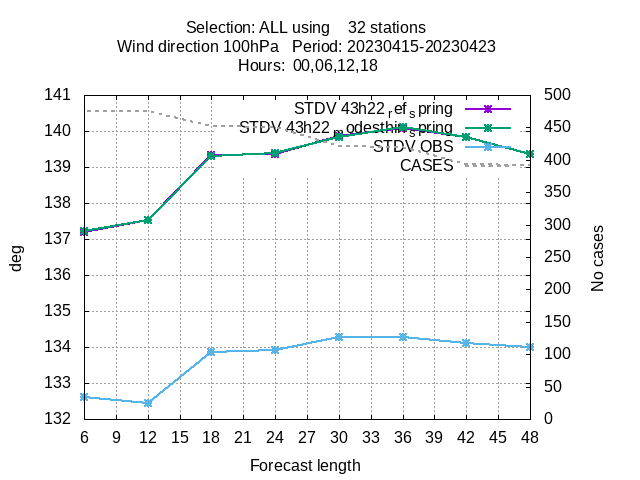 Selection: ALL using 32 stations
Wind direction 100hPa Period: 20230415-20230423
Hours: 00,06,12,18
141
140
139
138
137
136
135
134
133
132
deg
500
450
400
350
300
250
200
150
100
50
0
No cases
STDV 43h22_ref_spring
STDV OBS
CASES
6 9 12 15 18 21 24 27 30 33 36 39 42 45 48
Forecast length